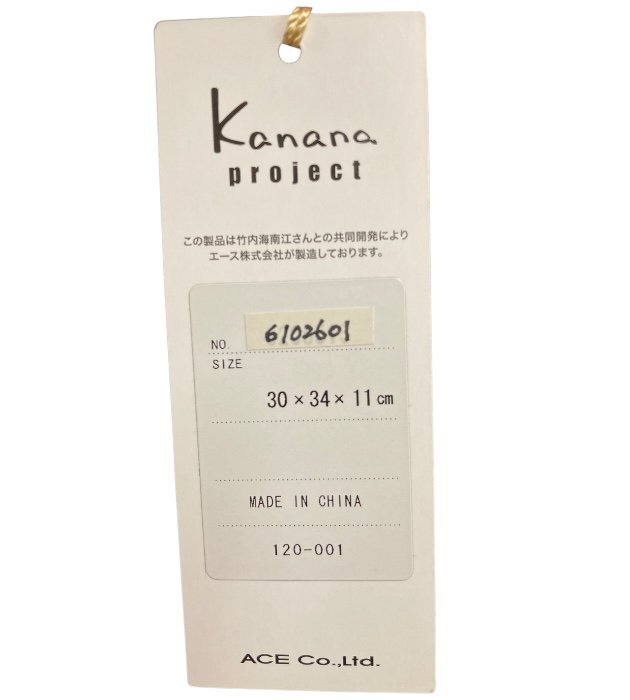 Kanana
project
この製品は竹内海南江さんとの共同開発により
エース株式会社が製造しております。
NO 6102601
SIZE
30×34×11cm
MADE IN CHINA
120-001
ACE Co.,Ltd.